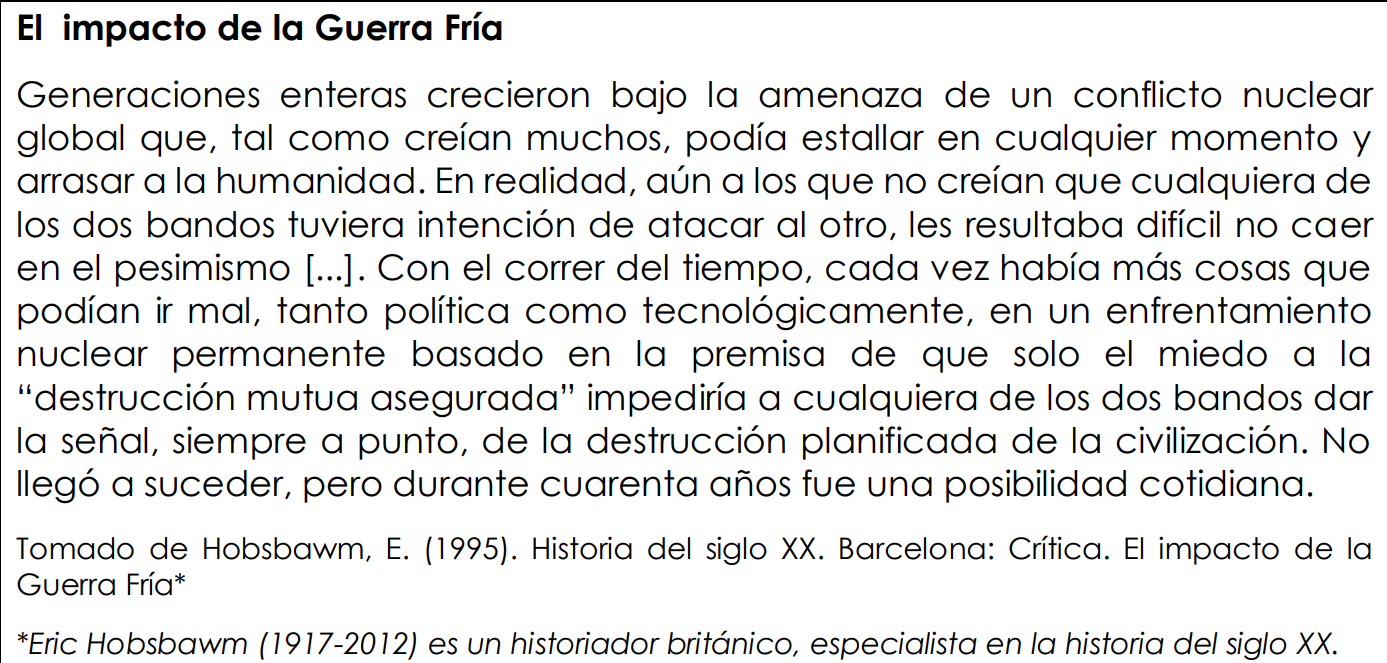 El impacto de la Guerra Fría
Generaciones enteras crecieron bajo la amenaza de un conflicto nuclear
global que, tal como creían muchos, podía estallar en cualquier momento y
arrasar a la humanidad. En realidad, aún a los que no creían que cualquiera de
los dos bandos tuviera intención de atacar al otro, les resultaba difícil no caer
en el pesimismo [...]. Con el correr del tiempo, cada vez había más cosas que
podían ir mal, tanto política como tecnológicamente, en un enfrentamiento
nuclear permanente basado en la premisa de que solo el miedo a la
“destrucción mutua asegurada” impediría a cualquiera de los dos bandos dar
la señal, siempre a punto, de la destrucción planificada de la civilización. No
llegó a suceder, pero durante cuarenta años fue una posibilidad cotidiana.
Tomado de Hobsbawm, E. (1995). Historia del siglo XX. Barcelona: Crítica. El impacto de la
Guerra Fría*
*Eric Hobsbawm (1917-2012) es un historiador británico, especialista en la historia del siglo XX.